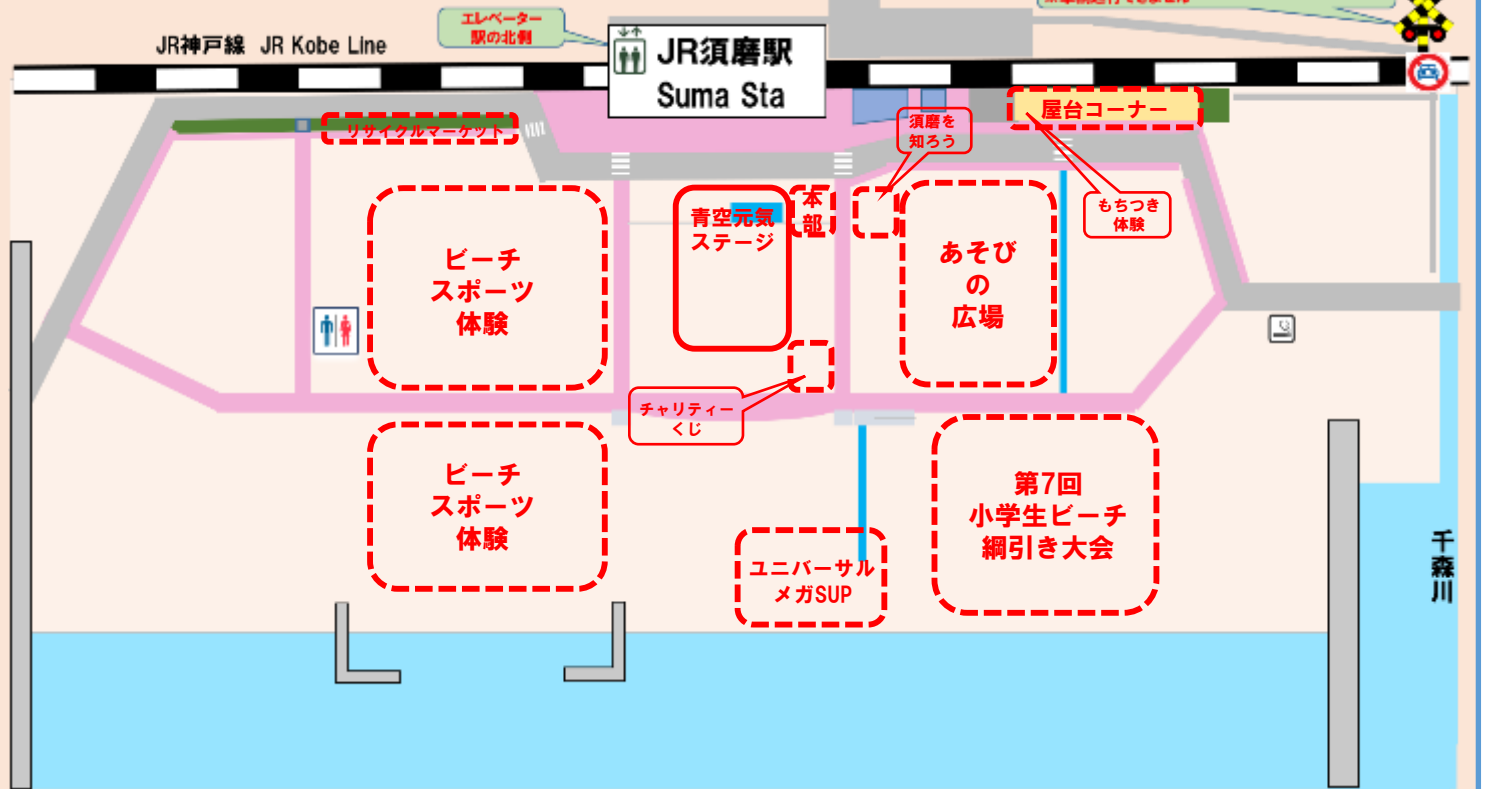 エレベーター
駅の北側
JR神戸線 JR Kobe Line
JR須磨駅
Suma Sta
リサイクルマーケット
屋台コーナー
須磨を
知ろう
もちつき
体験
本
部
青空元気
ステージ
ビーチ
スポーツ
体験
あそび
の
広場
チャリティー
くじ
ビーチ
スポーツ
体験
ユニバーサル
メガSUP
第7回
小学生ビーチ
綱引き大会
千森川